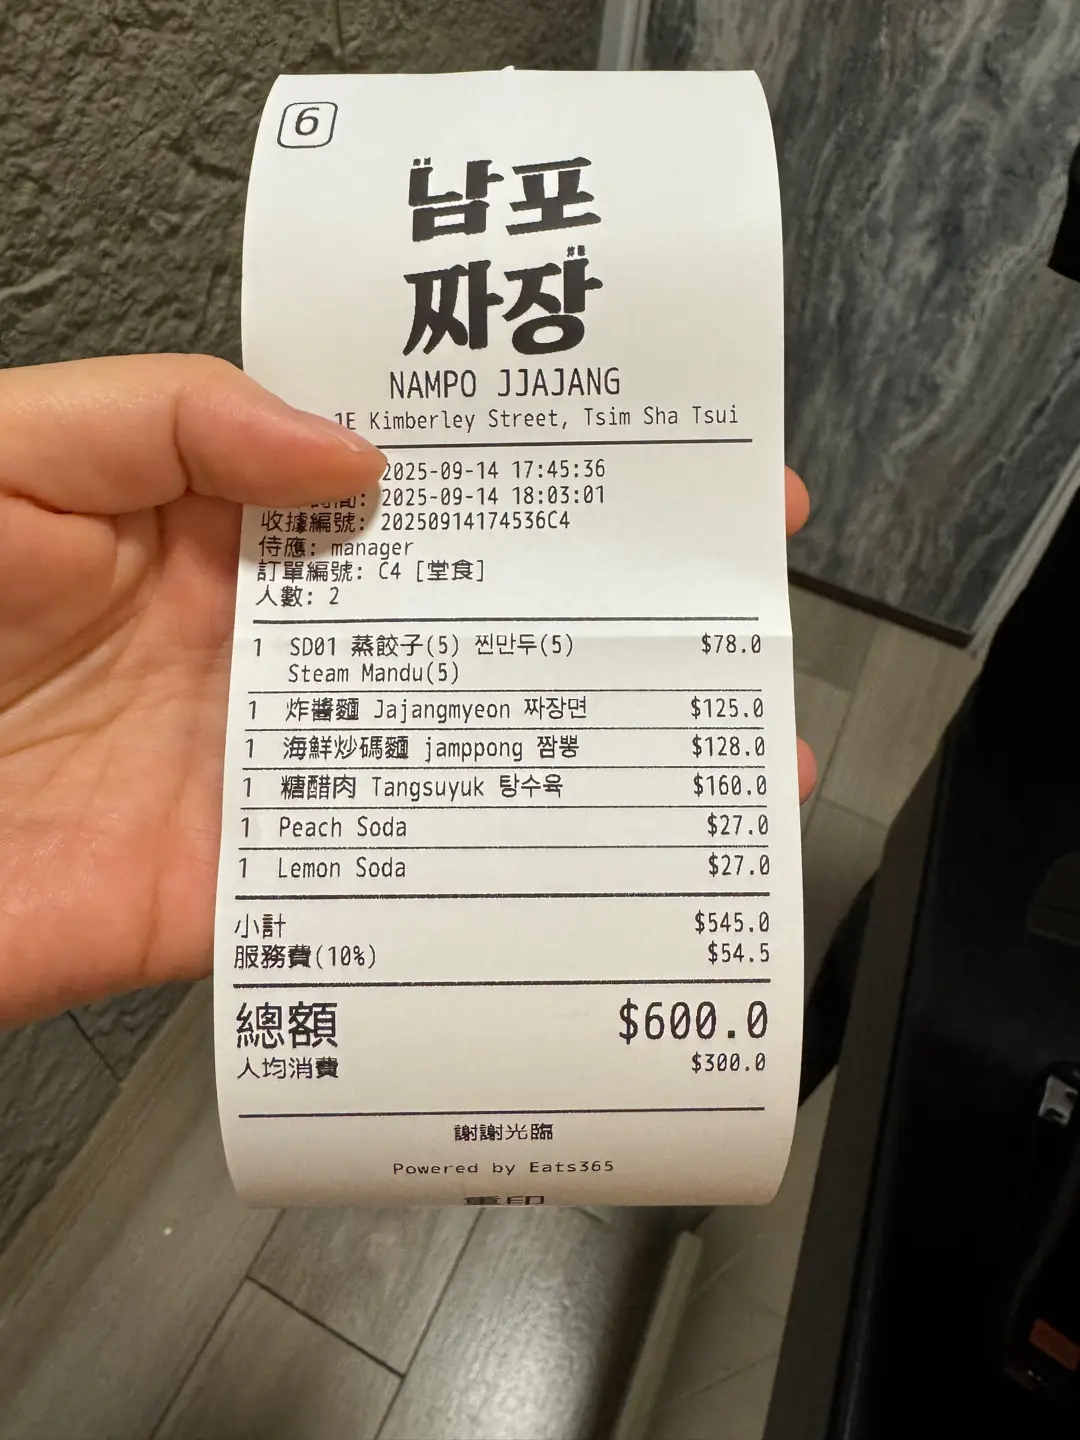 6
남포
짜장
NAMPO JJAJANG
1E Kimberley Street, Tsim Sha Tsui
2025-09-14 17:45:36
時間: 2025-09-14 18:03:01
收據編號: 20250914174536C4
侍應: manager
訂單編號: C4 [堂食]
人數: 2
1 SD01 蒸餃子(5) 찐만두(5) $78.0
Steam Mandu(5)
1 炸醬麵 Jajangmyeon 짜장면 $125.0
1 海鮮炒碼麵 jamppong 짬뽕 $128.0
1 糖醋肉 Tangsuyuk 탕수육 $160.0
1 Peach Soda $27.0
1 Lemon Soda $27.0
小計 $545.0
服務費(10%) $54.5
總額 $600.0
人均消費 $300.0
謝謝光臨
Powered by Eats365
重印